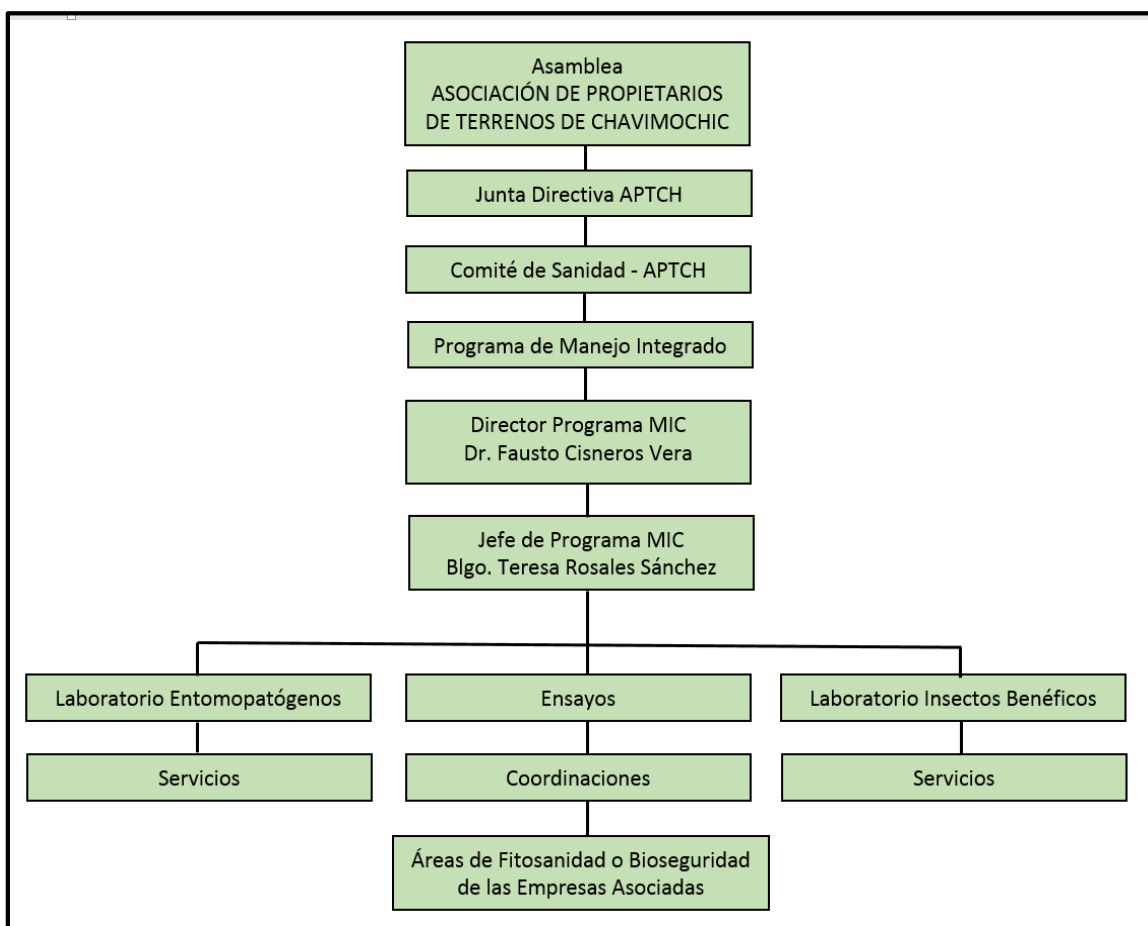 Asamblea
ASOCIACIÓN DE PROPIETARIOS
DE TERRENOS DE CHAVIMOCHIC
Junta Directiva APTCH
Comité de Sanidad - APTCH
Programa de Manejo Integrado
Director Programa MIC
Dr. Fausto Cisneros Vera
Jefe de Programa MIC
Blgo. Teresa Rosales Sánchez
Laboratorio Entomopatógenos
Ensayos
Laboratorio Insectos Benéficos
Servicios
Coordinaciones
Servicios
Áreas de Fitosanidad o Bioseguridad
de las Empresas Asociadas